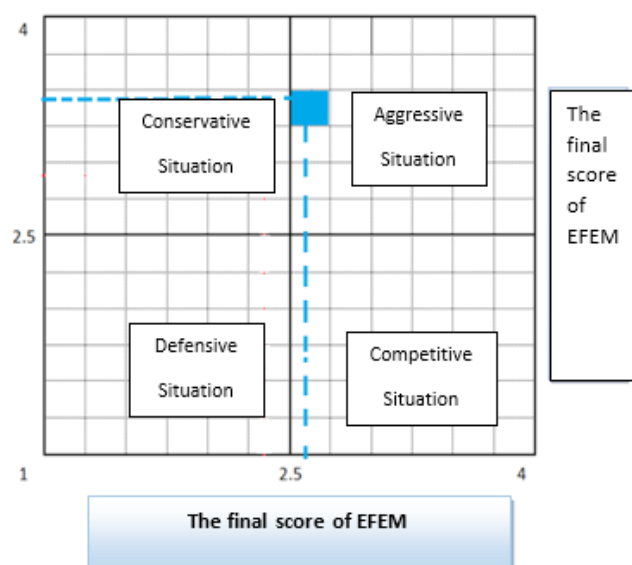 4
Conservative
Situation
Aggressive
Situation
The
final
score
of
EFEM
2.5
Defensive
Situation
Competitive
Situation
1
2.5
4
The final score of EFEM